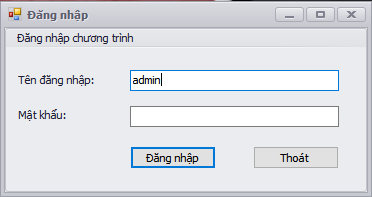 Đăng nhập
Đăng nhập chương trình
Tên đăng nhập: admin
Mật khẩu:
Đăng nhập Thoát